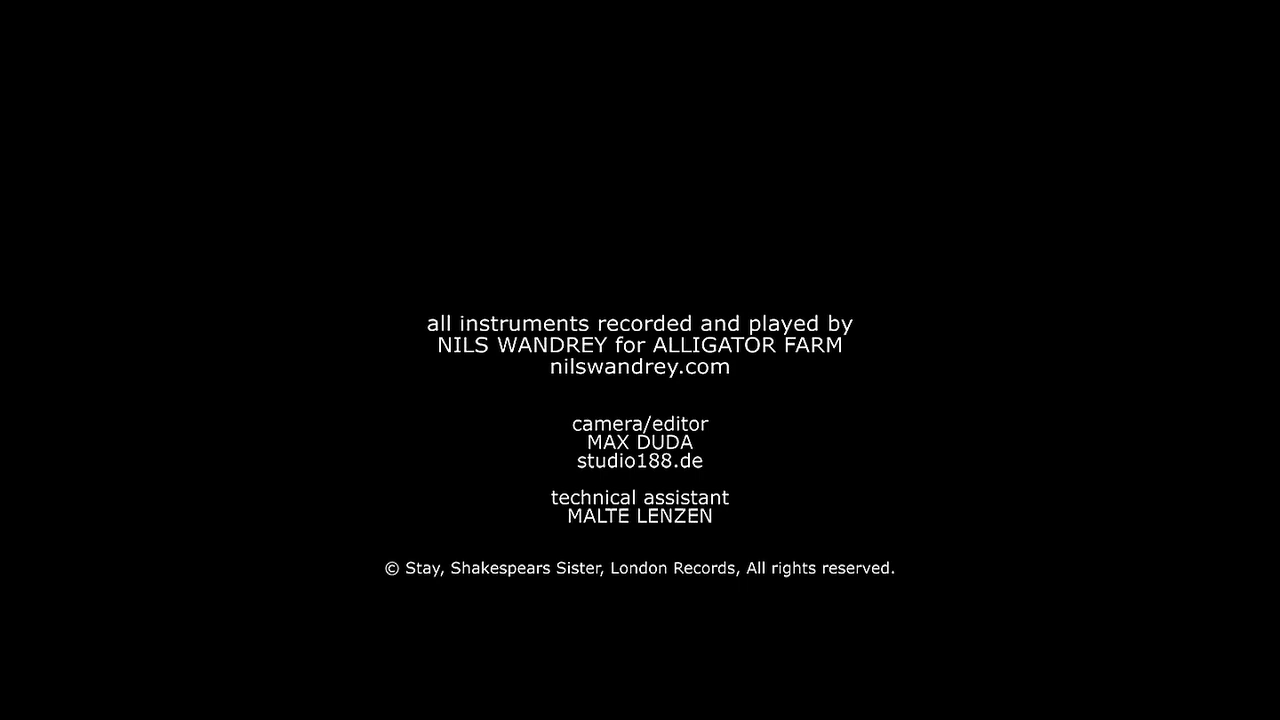 all instruments recorded and played by
NILS WANDREY for ALLIGATOR FARM
nilswandrey.com
camera/editor
MAX DUDA
studio188.de
technical assistant
MALTE LENZEN
© Stay, Shakespears Sister, London Records, All rights reserved.